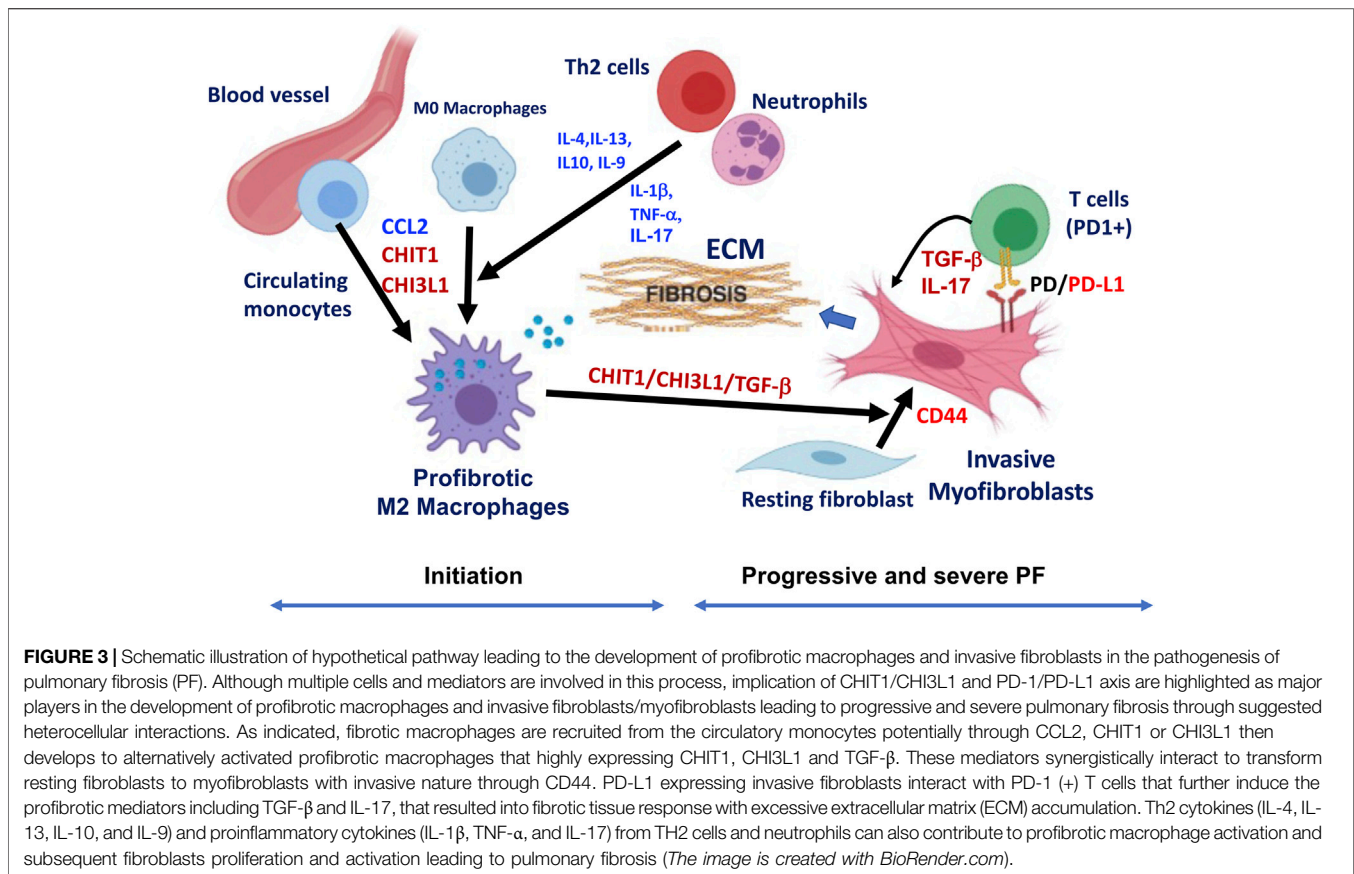 Th2 cells
Blood vessel
M0 Macrophages
Neutrophils
IL-4,IL-13,
IL10, IL-9
IL-1β,
TNF-α,
IL-17
T cells
(PD1+)
CCL2
CHIT1
CHI3L1
Circulating
monocytes
ECM
FIBROSIS
TGF-β
IL-17
PD/PD-L1
CHIT1/CHI3L1/TGF-β
CD44
Profibrotic
M2 Macrophages
Resting fibroblast
Invasive
Myofibroblasts
Initiation
Progressive and severe PF
FIGURE 3 | Schematic illustration of hypothetical pathway leading to the development of profibrotic macrophages and invasive fibroblasts in the pathogenesis of
pulmonary fibrosis (PF). Although multiple cells and mediators are involved in this process, implication of CHIT1/CHI3L1 and PD-1/PD-L1 axis are highlighted as major
players in the development of profibrotic macrophages and invasive fibroblasts/myofibroblasts leading to progressive and severe pulmonary fibrosis through suggested
heterocellular interactions. As indicated, fibrotic macrophages are recruited from the circulatory monocytes potentially through CCL2, CHIT1 or CHI3L1 then
develops to alternatively activated profibrotic macrophages that highly expressing CHIT1, CHI3L1 and TGF-β. These mediators synergistically interact to transform
resting fibroblasts to myofibroblasts with invasive nature through CD44. PD-L1 expressing invasive fibroblasts interact with PD-1 (+) T cells that further induce the
profibrotic mediators including TGF-β and IL-17, that resulted into fibrotic tissue response with excessive extracellular matrix (ECM) accumulation. Th2 cytokines (IL-4, IL-
13, IL-10, and IL-9) and proinflammatory cytokines (IL-1β, TNF-α, and IL-17) from TH2 cells and neutrophils can also contribute to profibrotic macrophage activation and
subsequent fibroblasts proliferation and activation leading to pulmonary fibrosis (The image is created with BioRender.com).